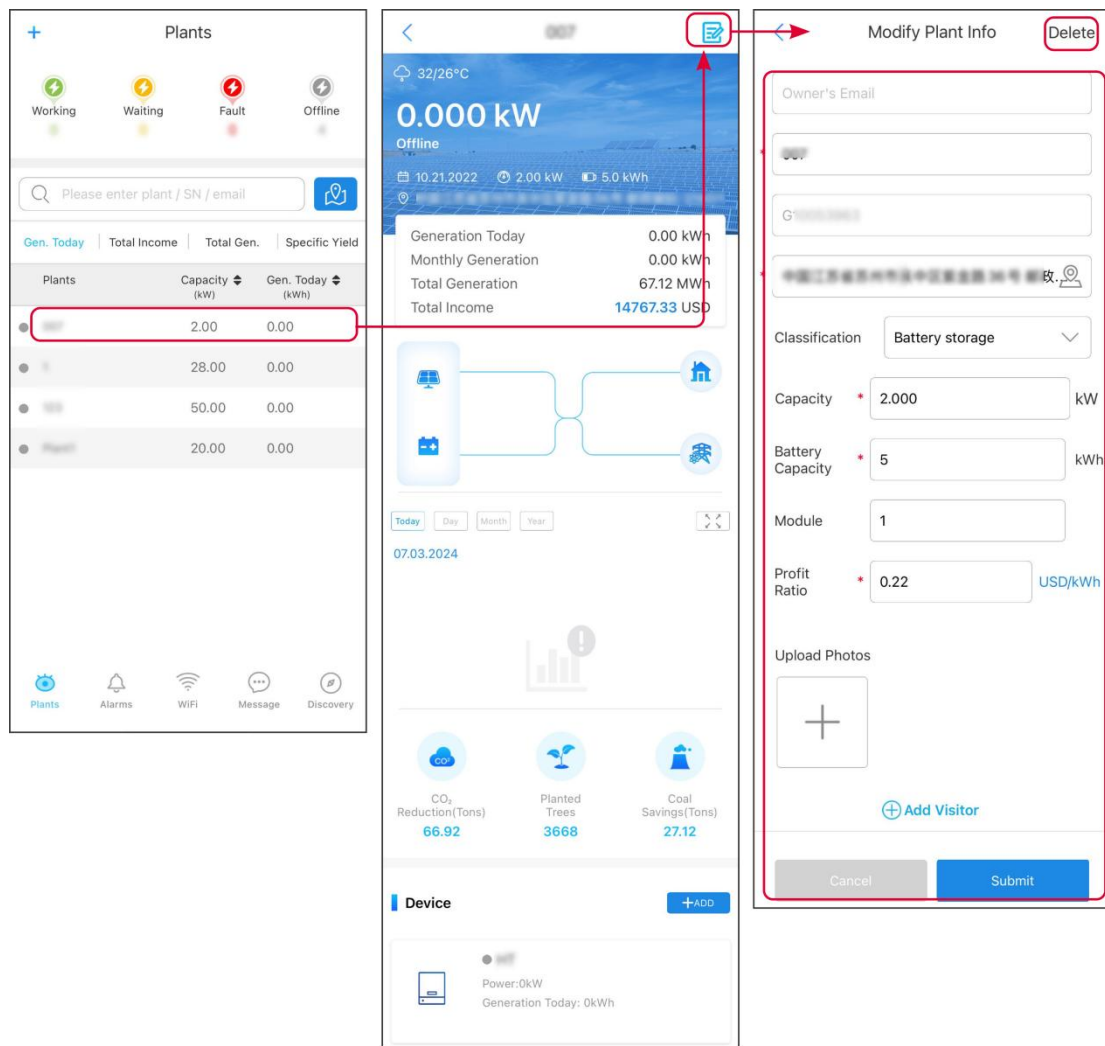 Plants
Working
Waiting
Fault
Offline
Please enter plant / SN / email
Gen. Today
Total Income
Total Gen.
Specific Yield
Plants
Capacity
(kW)
Gen. Today
(kWh)
2.00 0.00
28.00 0.00
50.00 0.00
20.00 0.00
Plants
Alarms
WiFi
Message
Discovery
007
32/26°C
0.000 kW
Offline
10.21.2022 2.00 kW 5.0 kWh
Generation Today 0.00 kWh
Monthly Generation 0.00 kWh
Total Generation 67.12 MWh
Total Income 14767.33 USD
Today Day Month Year
07.03.2024
CO²
CO₂
Reduction(Tons)
66.92
Planted
Trees
3668
Coal
Savings(Tons)
27.12
Device
+ADD
Power:0kW
Generation Today: 0kWh
Modify Plant Info
Delete
Owner's Email
007
Classification Battery storage
Capacity * 2.000 kW
Battery
Capacity
* 5 kWh
Module 1
Profit
Ratio
* 0.22 USD/kWh
Upload Photos
Add Visitor
Cancel
Submit